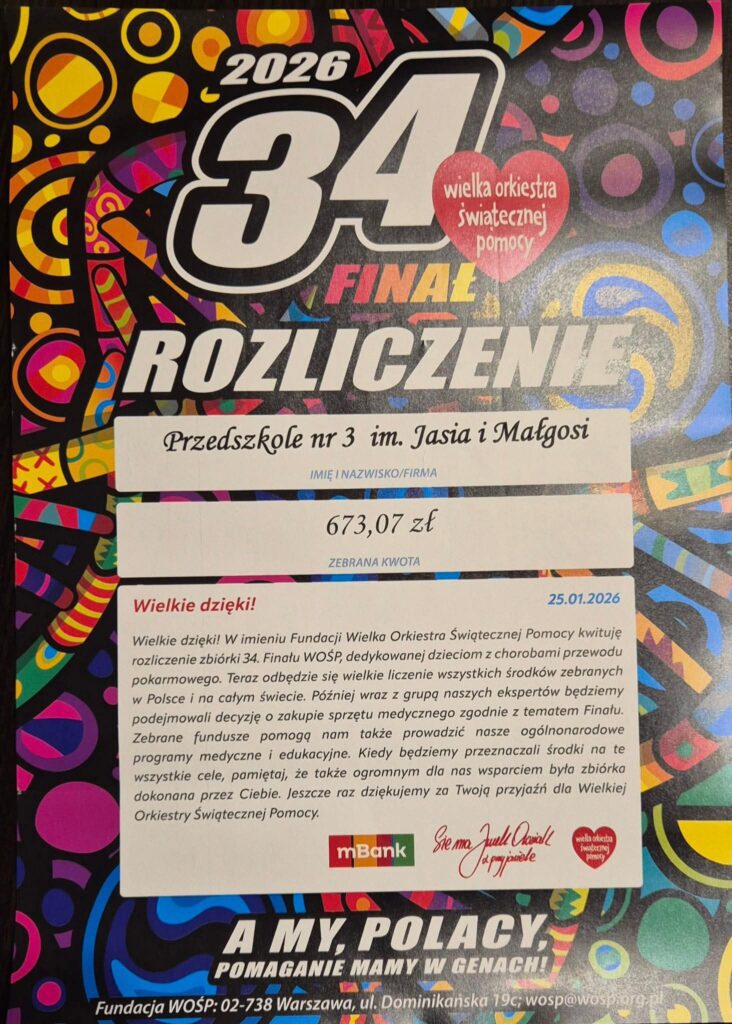 2026
34
wielka orkiestra
świątecznej
pomocy
FINAŁ
ROZLICZENIE
Przedszkole nr 3 im. Jasia i Małgosi
IMIĘ I NAZWISKO/FIRMA
673,07 zł
ZEBRANA KWOTA
Wielkie dzięki! 25.01.2026
Wielkie dzięki! W imieniu Fundacji Wielka Orkiestra Świątecznej Pomocy kwituję
rozliczenie zbiórki 34. Finału WOŚP, dedykowanej dzieciom z chorobami przewodu
pokarmowego. Teraz odbędzie się wielkie liczenie wszystkich środków zebranych
w Polsce i na całym świecie. Później wraz z grupą naszych ekspertów będziemy
podejmowali decyzję o zakupie sprzętu medycznego zgodnie z tematem Finału.
Zebrane fundusze pomogą nam także prowadzić nasze ogólnonarodowe
programy medyczne i edukacyjne. Kiedy będziemy przeznaczali środki na te
wszystkie cele, pamiętaj, że także ogromnym dla nas wsparciem była zbiórka
dokonana przez Ciebie. Jeszcze raz dziękujemy za Twoją przyjaźń dla Wielkiej
Orkiestry Świątecznej Pomocy.
mBank
Sie ma Jurek Owsiak
z przyjaciele
wielka orkiestra
świątecznej
pomocy
A MY, POLACY,
POMAGANIE MAMY W GENACH!
Fundacja WOŚP: 02-738 Warszawa, ul. Dominikańska 19c; wosp@wosp.org.pl